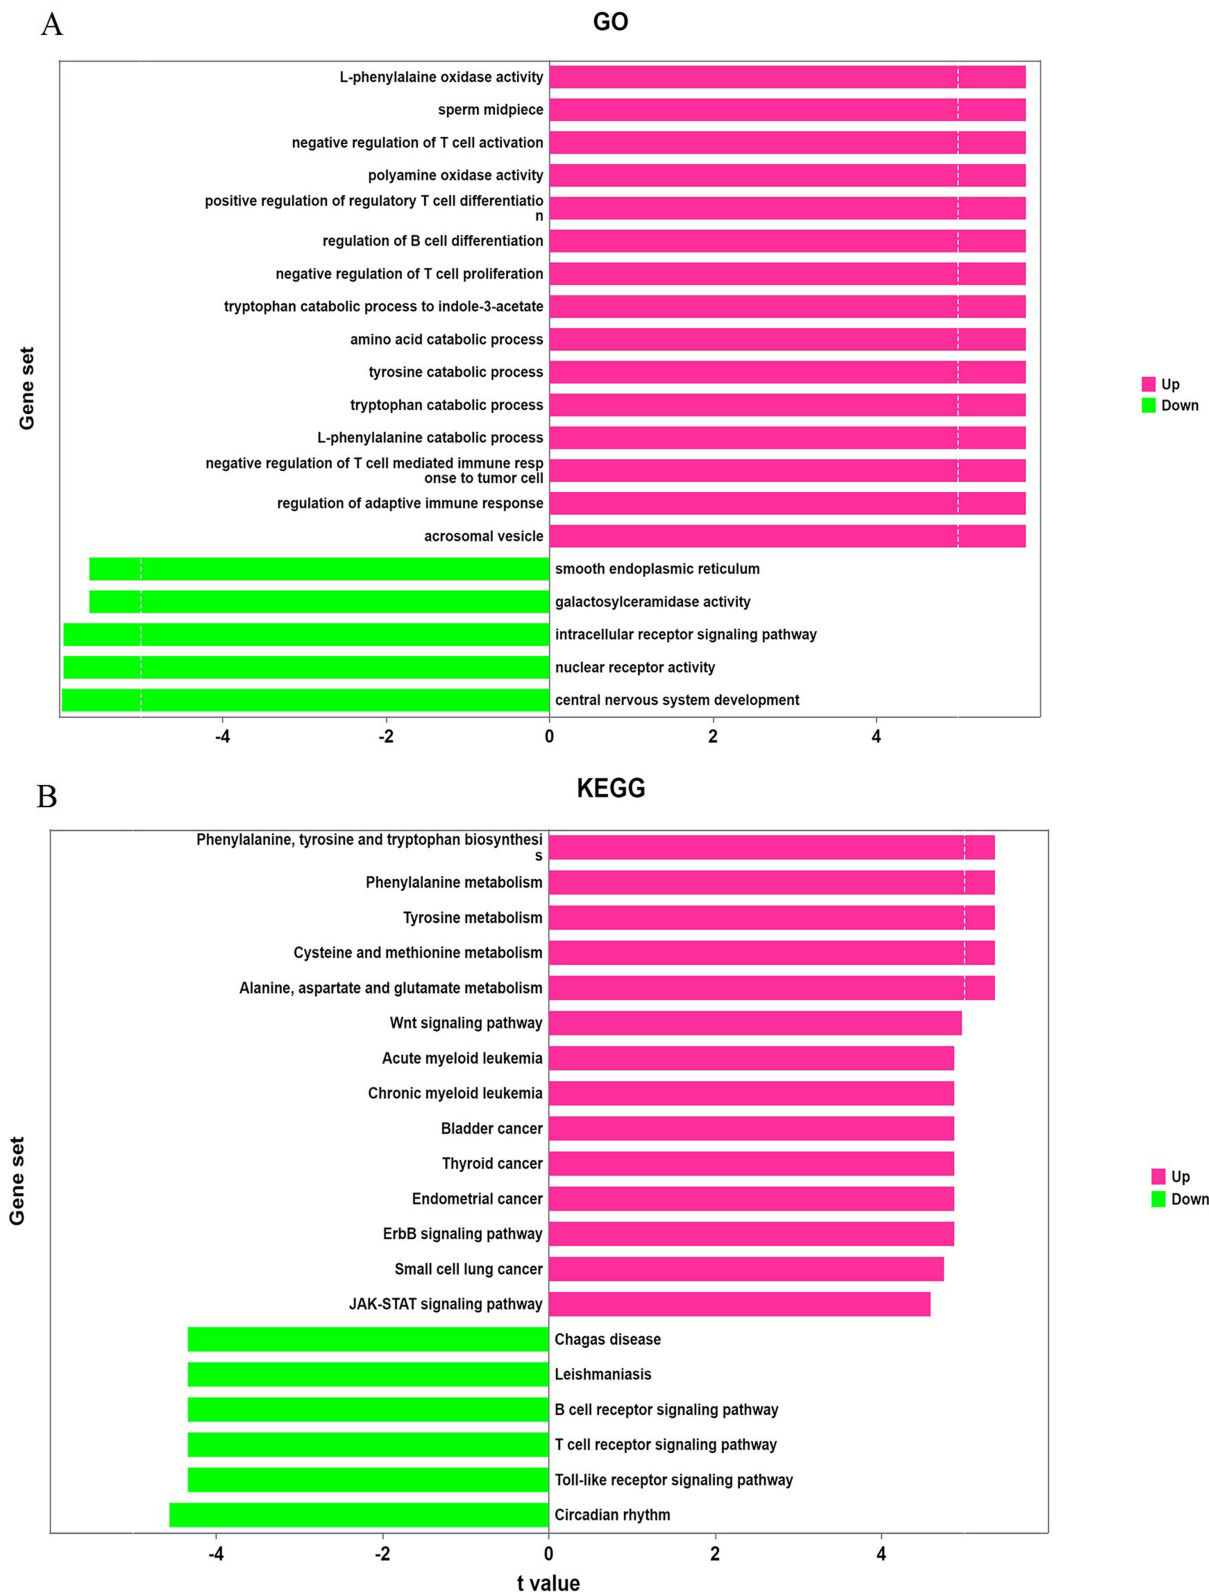 A
GO
L-phenylalaine oxidase activity
sperm midpiece
negative regulation of T cell activation
polyamine oxidase activity
positive regulation of regulatory T cell differentiatio
n
regulation of B cell differentiation
negative regulation of T cell proliferation
tryptophan catabolic process to indole-3-acetate
amino acid catabolic process
tyrosine catabolic process
tryptophan catabolic process
L-phenylalanine catabolic process
negative regulation of T cell mediated immune resp
onse to tumor cell
regulation of adaptive immune response
acrosomal vesicle
smooth endoplasmic reticulum
galactosylceramidase activity
intracellular receptor signaling pathway
nuclear receptor activity
central nervous system development
Gene set
Up
Down
-4 -2 0 2 4
B
KEGG
Phenylalanine, tyrosine and tryptophan biosynthesi
s
Phenylalanine metabolism
Tyrosine metabolism
Cysteine and methionine metabolism
Alanine, aspartate and glutamate metabolism
Wnt signaling pathway
Acute myeloid leukemia
Chronic myeloid leukemia
Bladder cancer
Thyroid cancer
Endometrial cancer
ErbB signaling pathway
Small cell lung cancer
JAK-STAT signaling pathway
Chagas disease
Leishmaniasis
B cell receptor signaling pathway
T cell receptor signaling pathway
Toll-like receptor signaling pathway
Circadian rhythm
Gene set
Up
Down
-4 -2 0 2 4
t value